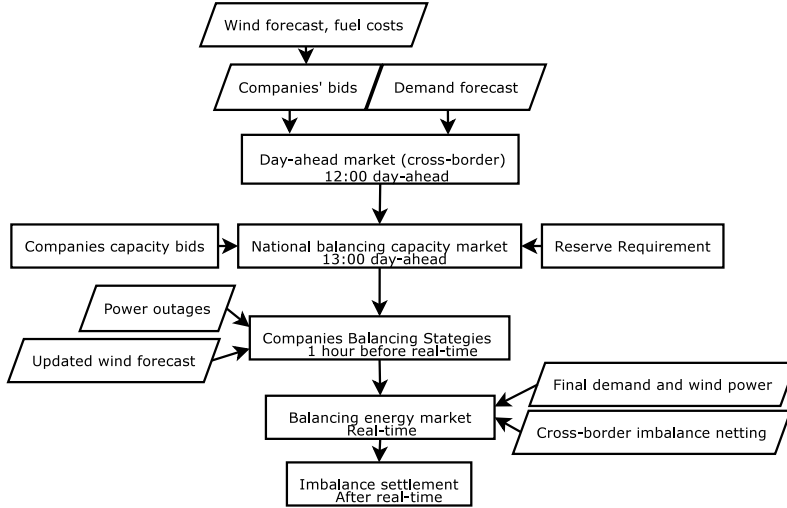 Wind forecast, fuel costs
Companies' bids
Demand forecast
Day-ahead market (cross-border)
12:00 day-ahead
Companies capacity bids
National balancing capacity market
13:00 day-ahead
Reserve Requirement
Power outages
Updated wind forecast
Companies Balancing Stategies
1 hour before real-time
Final demand and wind power
Balancing energy market
Real-time
Cross-border imbalance netting
Imbalance settlement
After real-time